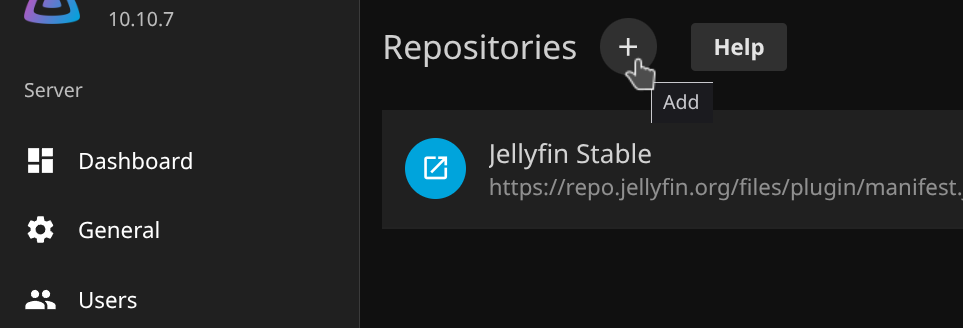 10.10.7
Repositories
Help
Server
Add
Dashboard
Jellyfin Stable
https://repo.jellyfin.org/files/plugin/manifest.
General
Users